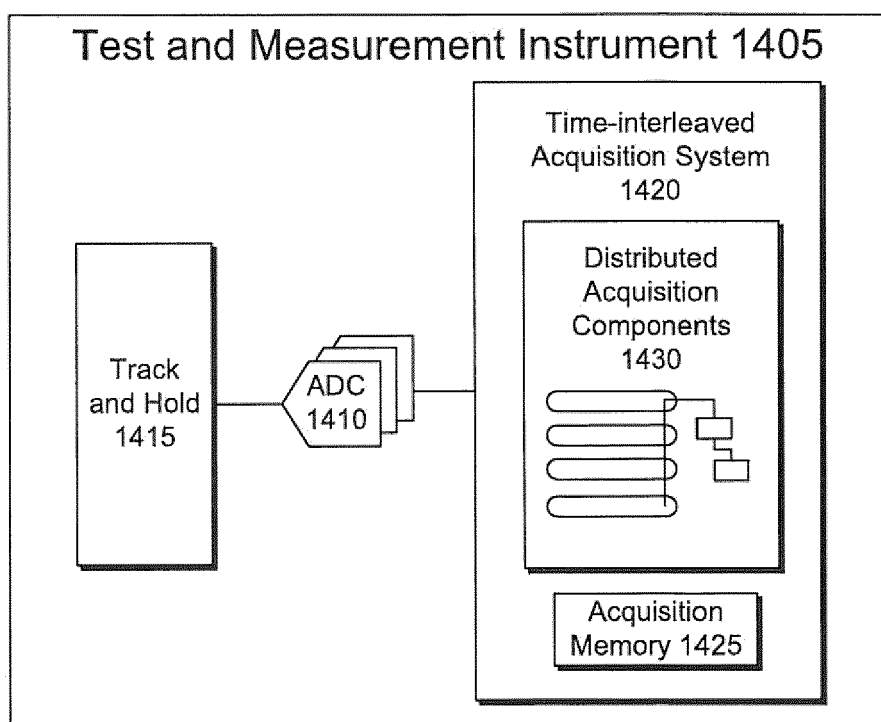 Test and Measurement Instrument 1405
Time-interleaved
Acquisition System
1420
Distributed
Acquisition
Components
1430
Track
and Hold
1415
ADC
1410
Acquisition
Memory 1425